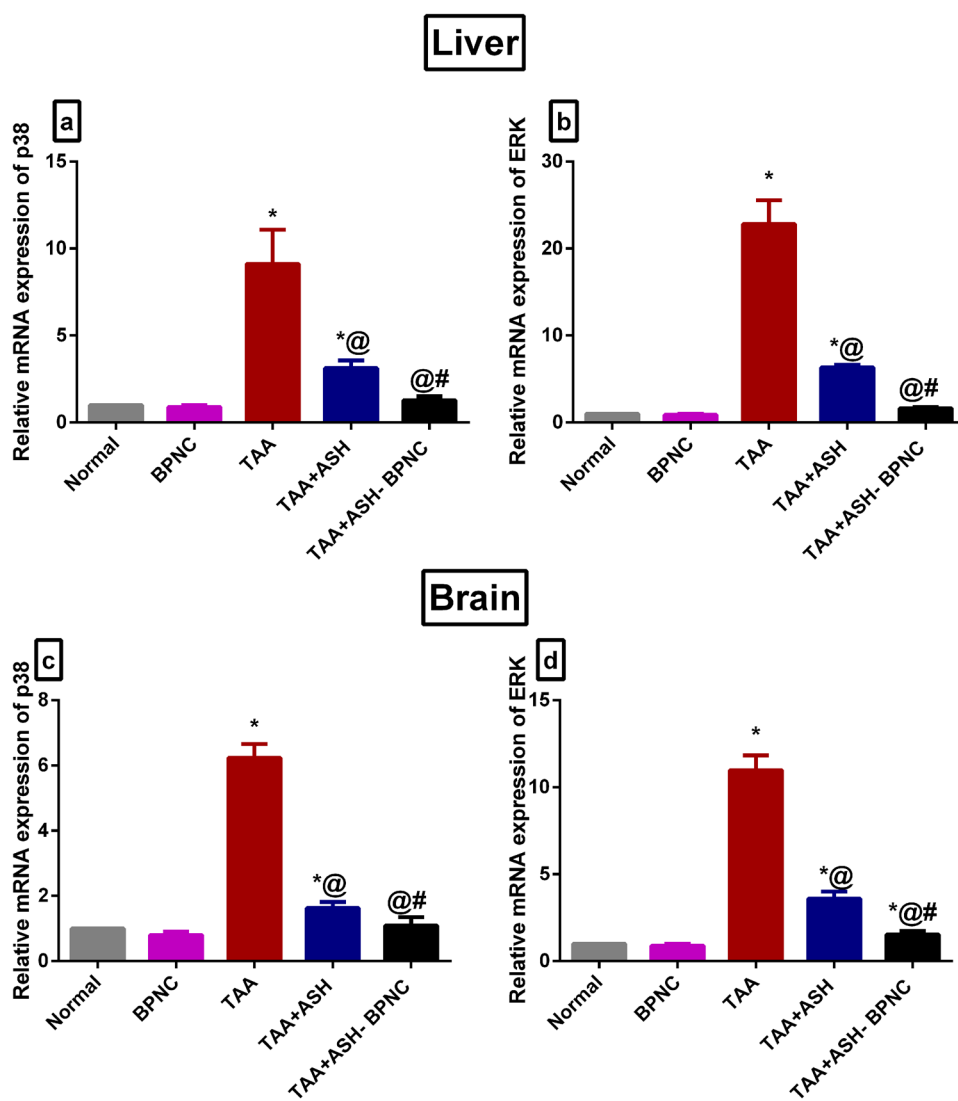 Liver
a
Relative mRNA expression of p38
15
10
5
0
*
*@
@#
Normal
BPNC
TAA
TAA+ASH
TAA+ASH- BPNC
b
Relative mRNA expression of ERK
30
20
10
0
*
*@
@#
Normal
BPNC
TAA
TAA+ASH
TAA+ASH- BPNC
Brain
c
Relative mRNA expression of p38
8
6
4
2
0
*
*@
@#
Normal
BPNC
TAA
TAA+ASH
TAA+ASH- BPNC
d
Relative mRNA expression of ERK
15
10
5
0
*
*@
*@#
Normal
BPNC
TAA
TAA+ASH
TAA+ASH- BPNC